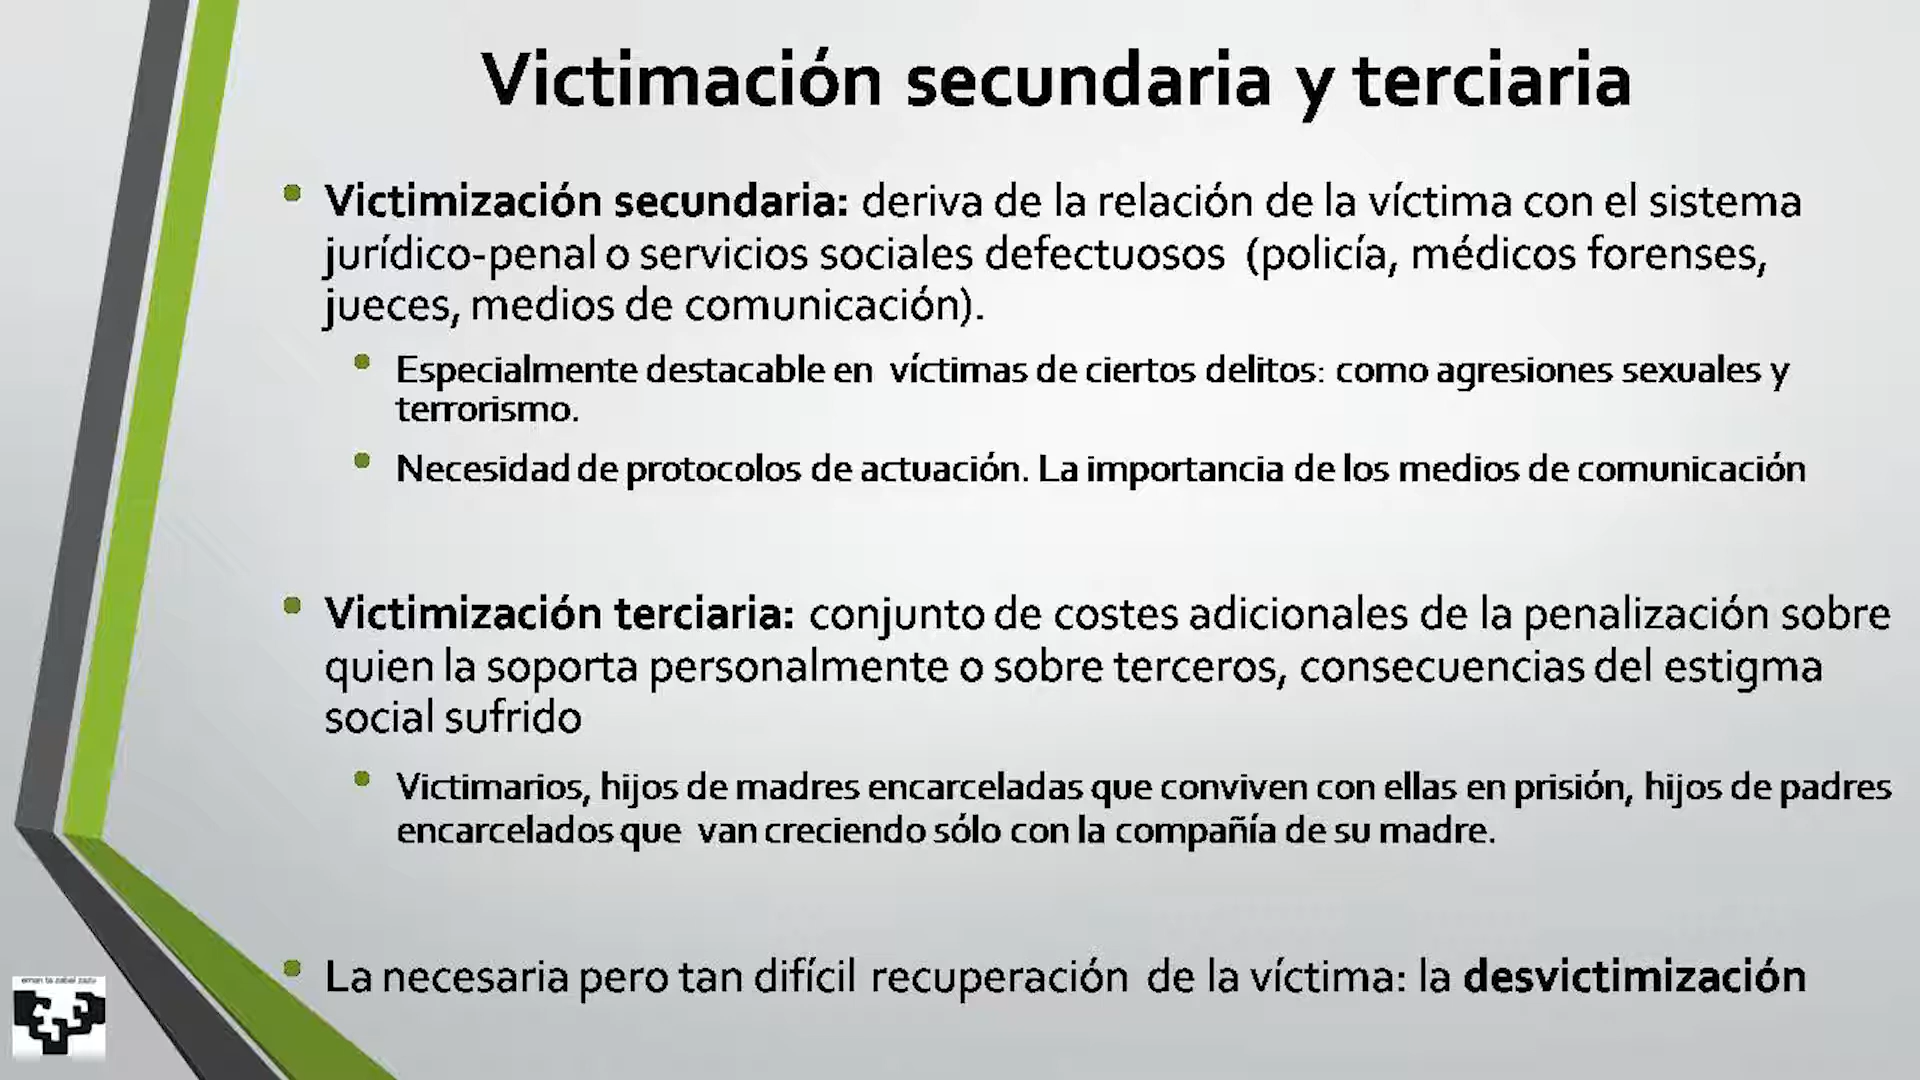 Victimación secundaria y terciaria
• Victimización secundaria: deriva de la relación de la víctima con el sistema
jurídico-penal o servicios sociales defectuosos (policía, médicos forenses,
jueces, medios de comunicación).
• Especialmente destacable en víctimas de ciertos delitos: como agresiones sexuales y
terrorismo.
• Necesidad de protocolos de actuación. La importancia de los medios de comunicación
• Victimización terciaria: conjunto de costes adicionales de la penalización sobre
quien la soporta personalmente o sobre terceros, consecuencias del estigma
social sufrido
• Victimarios, hijos de madres encarceladas que conviven con ellas en prisión, hijos de padres
encarcelados que van creciendo sólo con la compañía de su madre.
• La necesaria pero tan difícil recuperación de la víctima: la desvictimización
eman ta zabal zazu